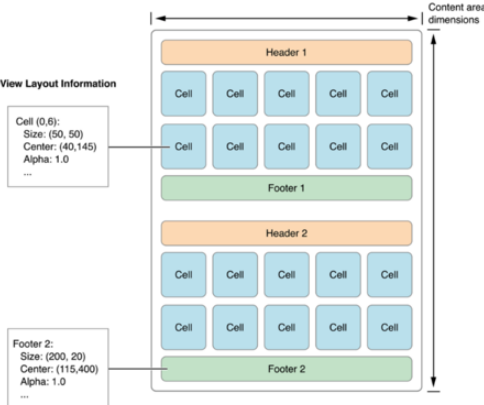 Content area
dimensions
Header 1
View Layout Information
Cell Cell Cell Cell Cell
Cell (0,6):
Size: (50, 50)
Center: (40,145)
Alpha: 1.0
...
Cell Cell Cell Cell Cell
Footer 1
Header 2
Cell Cell Cell Cell Cell
Cell Cell Cell Cell Cell
Footer 2:
Size: (200, 20)
Center: (115,400)
Alpha: 1.0
...
Footer 2